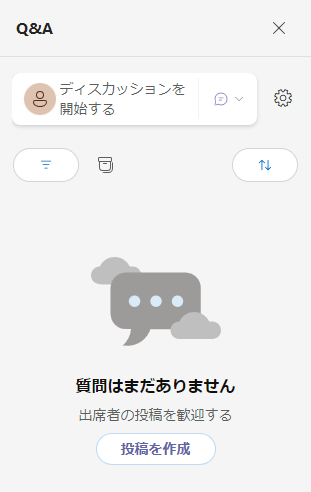 Q&A
ディスカッションを
開始する
質問はまだありません
出席者の投稿を歓迎する
投稿を作成